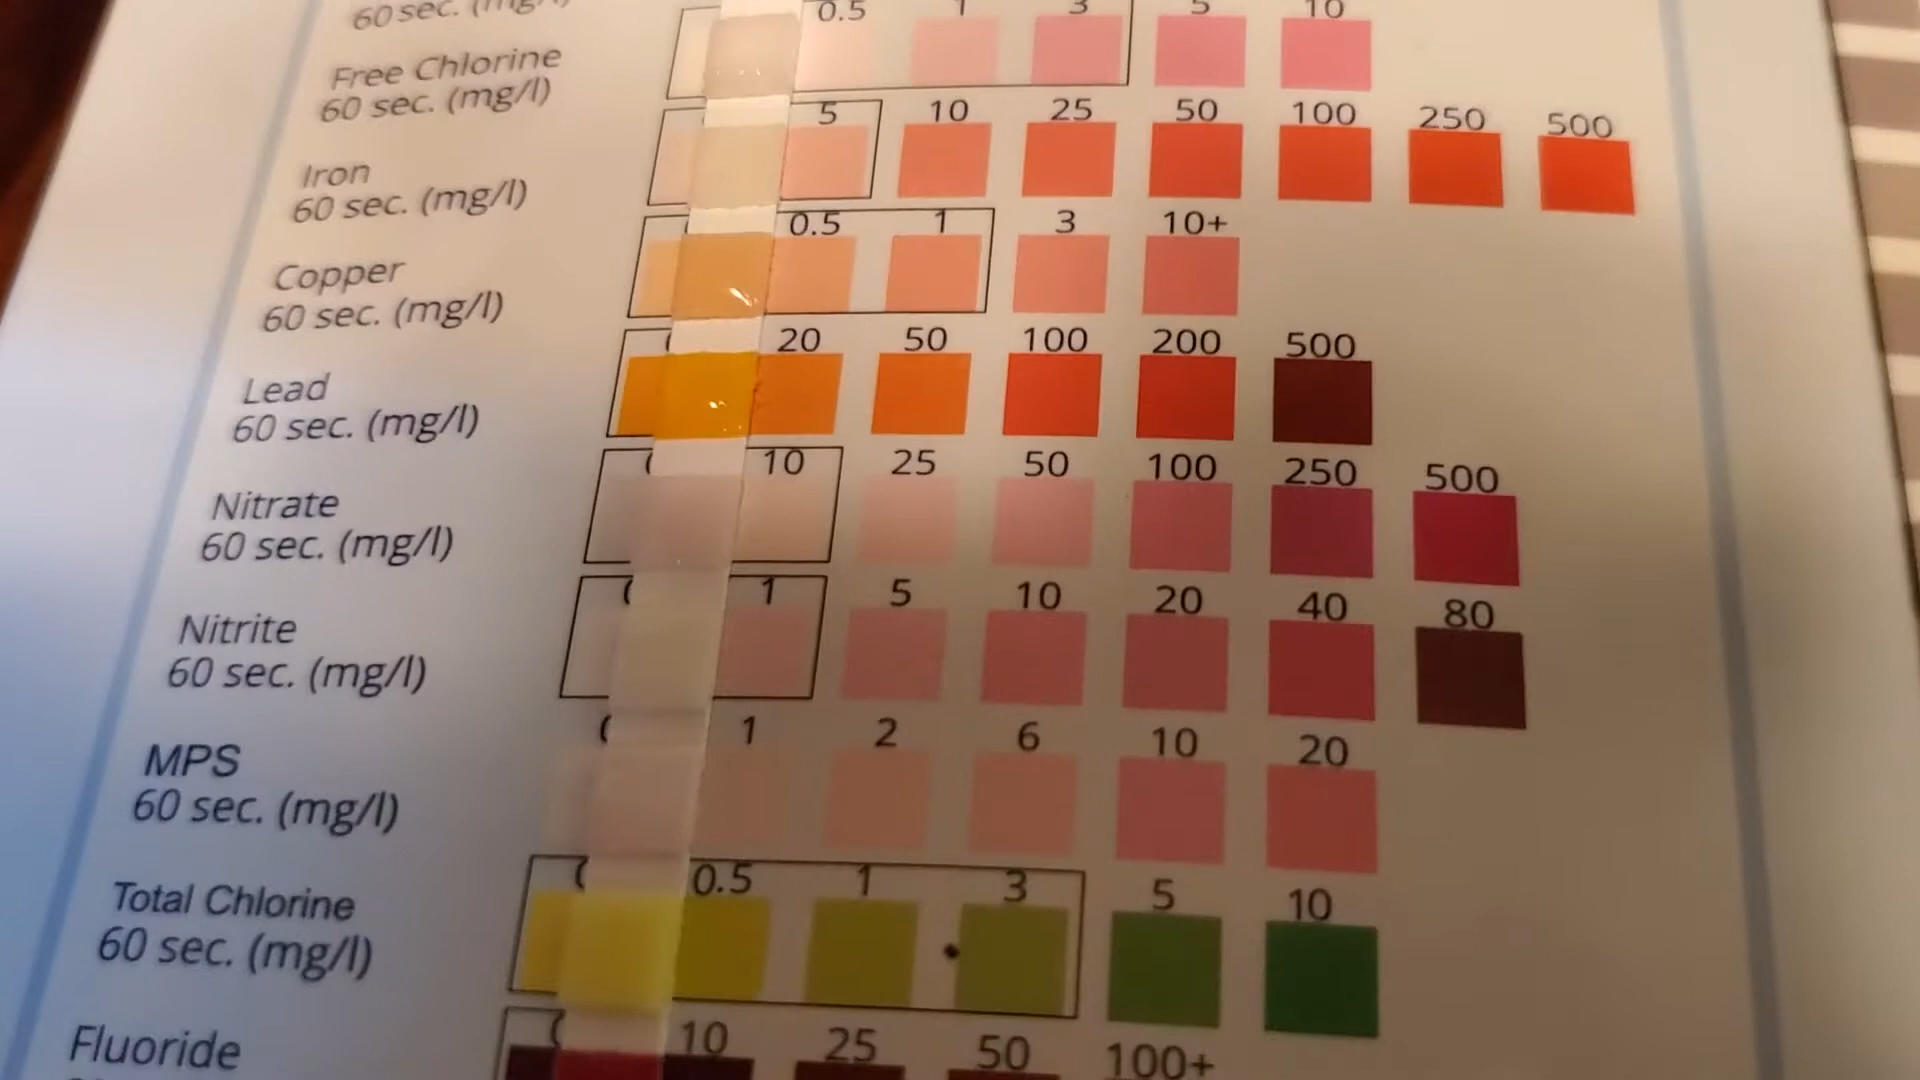 60 sec. (mg/l)
0.5 1 3 5 10
Free Chlorine
60 sec. (mg/l)
5 10 25 50 100 250 500
Iron
60 sec. (mg/l)
0.5 1 3 10+
Copper
60 sec. (mg/l)
20 50 100 200 500
Lead
60 sec. (mg/l)
10 25 50 100 250 500
Nitrate
60 sec. (mg/l)
1 5 10 20 40 80
Nitrite
60 sec. (mg/l)
1 2 6 10 20
MPS
60 sec. (mg/l)
0.5 1 3 5 10
Total Chlorine
60 sec. (mg/l)
10 25 50 100+
Fluoride